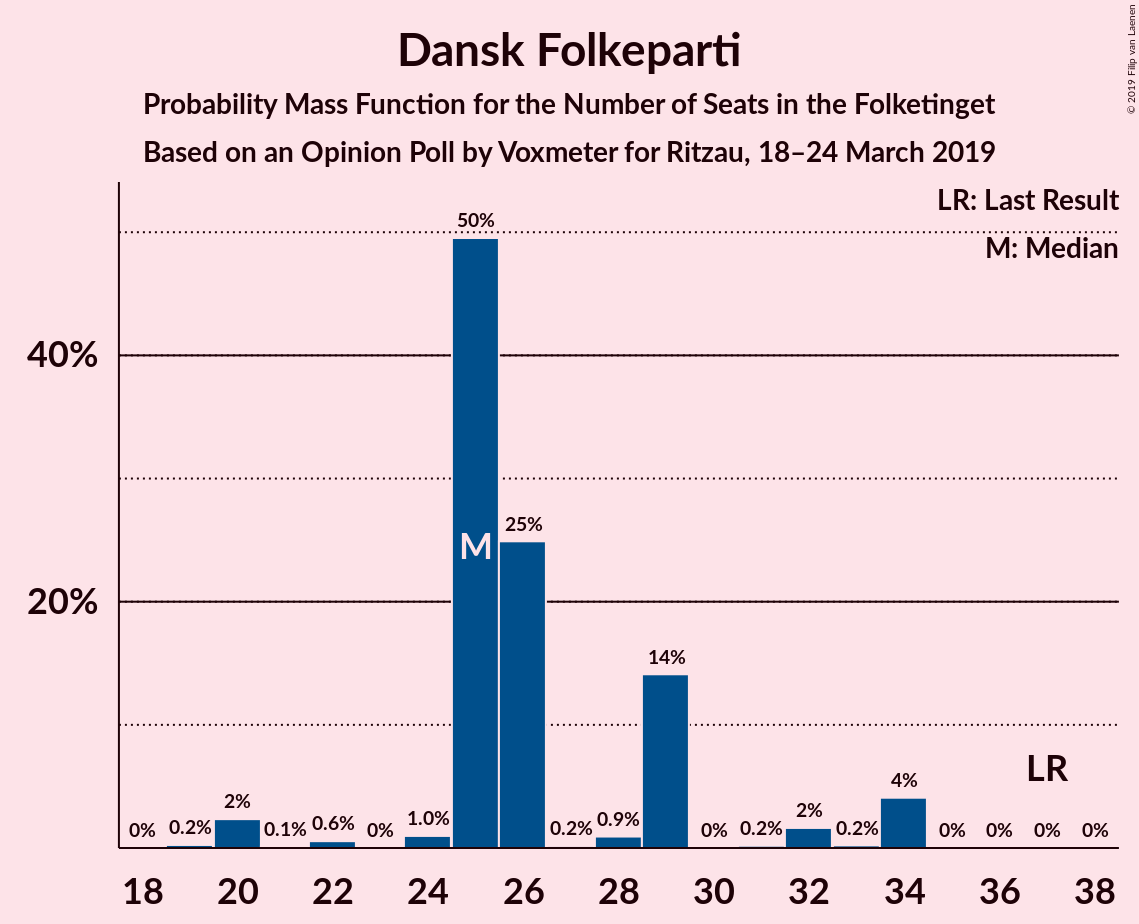 © 2019 Filip van Laenen
Dansk Folkeparti
Probability Mass Function for the Number of Seats in the Folketinget
Based on an Opinion Poll by Voxmeter for Ritzau, 18–24 March 2019
LR: Last Result
M: Median
40%
20%
0%
0.2%
2%
0.1%
0.6%
0%
1.0%
50%
M
25%
0.2%
0.9%
14%
0%
0.2%
2%
0.2%
4%
0%
0%
LR
0%
0%
18 20 22 24 26 28 30 32 34 36 38